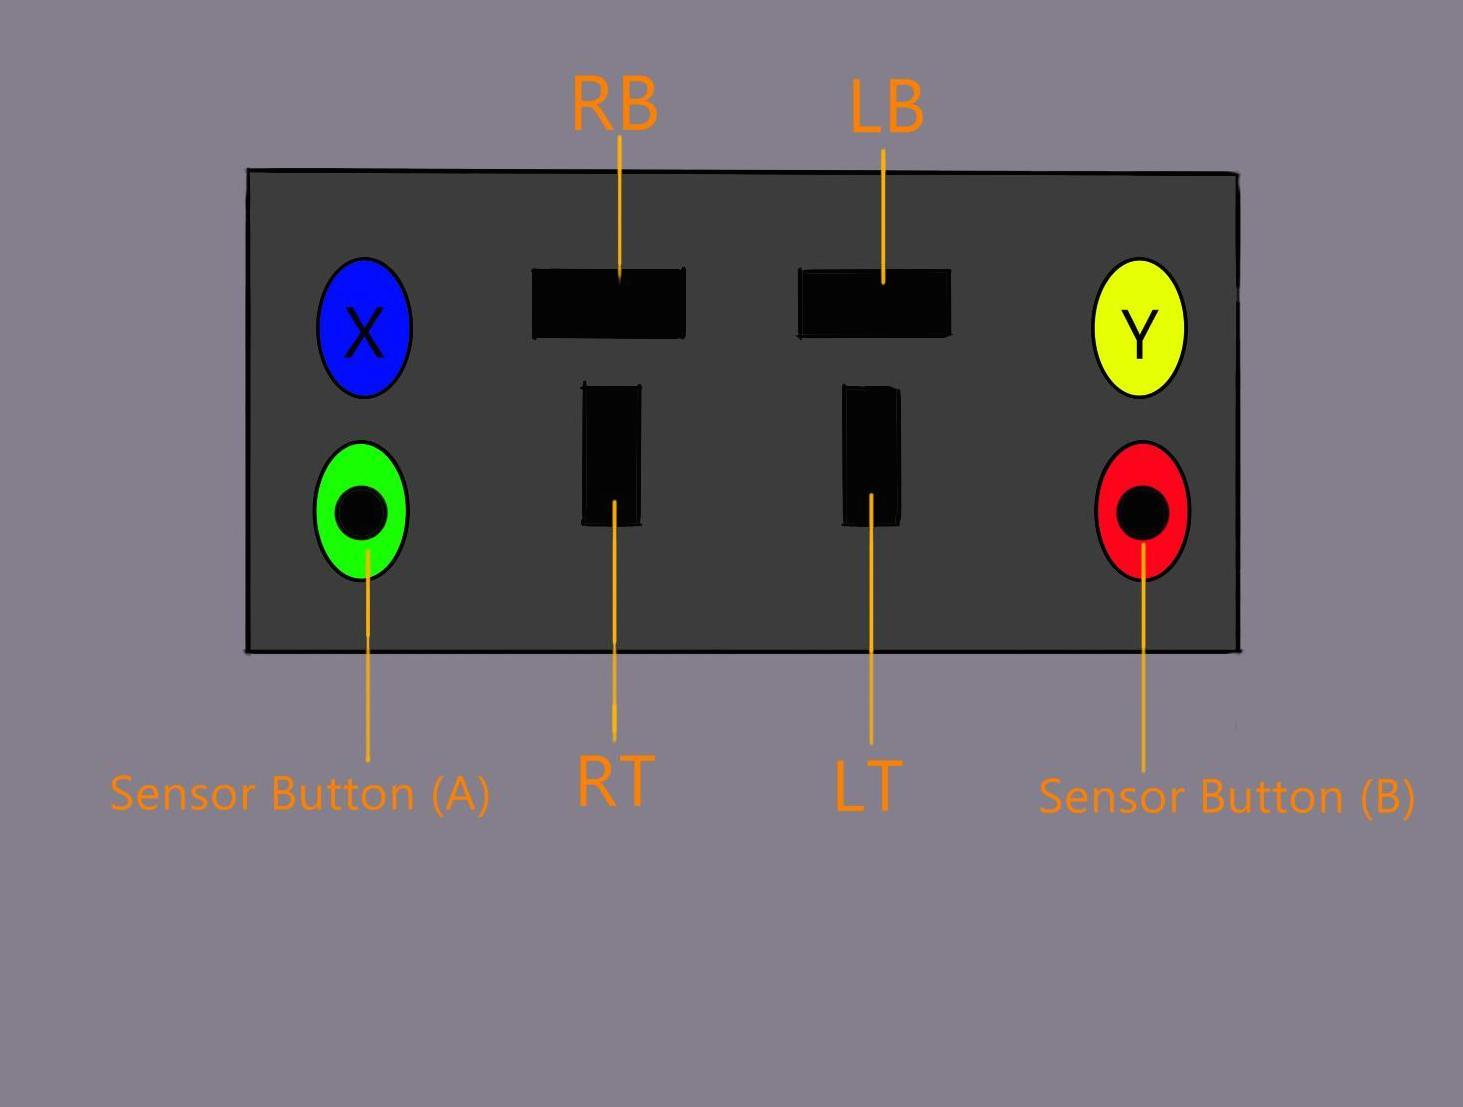 RB
LB
X
Y
Sensor Button (A)
RT
LT
Sensor Button (B)